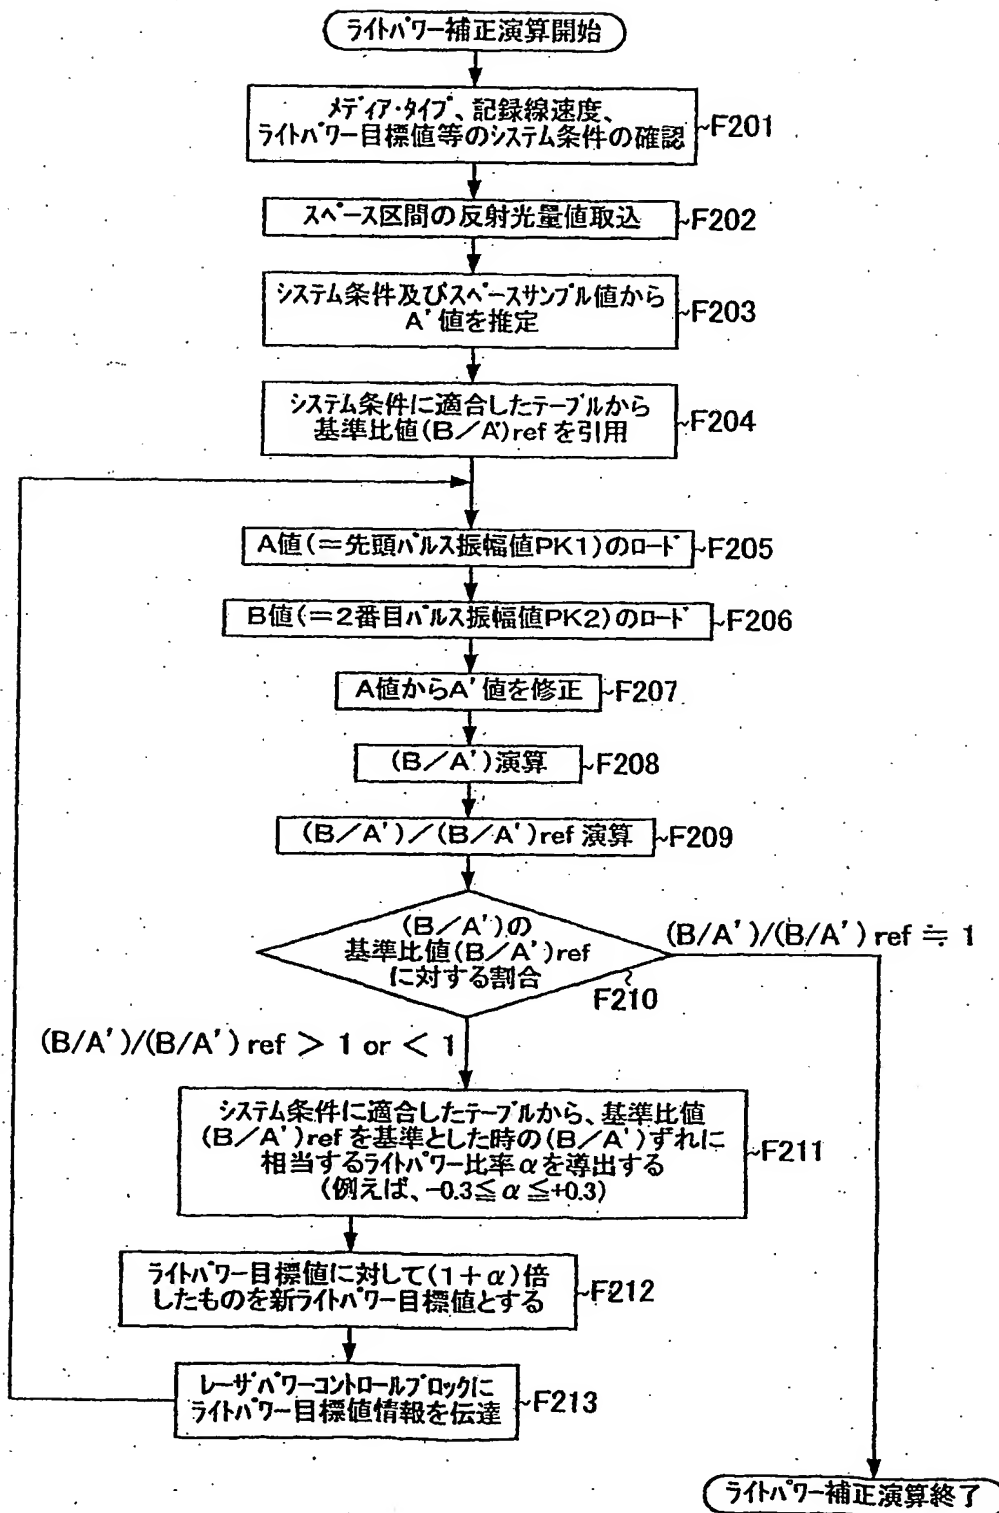 ライトパワー補正演算開始
メディア・タイプ、記録線速度、
ライトパワー目標値等のシステム条件の確認
F201
スペース区間の反射光量値取込
F202
システム条件及びスペースサンプル値から
A'値を推定
F203
システム条件に適合したテーブルから
基準比値(B/A')refを引用
F204
A値(=先頭パルス振幅値PK1)のロード
F205
B値(=2番目パルス振幅値PK2)のロード
F206
A値からA'値を修正
F207
(B/A')演算
F208
(B/A')/(B/A')ref 演算
F209
(B/A')の
基準比値(B/A')ref
に対する割合
F210
(B/A')/(B/A') ref ≒ 1
(B/A')/(B/A') ref > 1 or < 1
システム条件に適合したテーブルから、基準比値
(B/A')refを基準とした時の(B/A')ずれに
相当するライトパワー比率αを導出する
(例えば、-0.3≦α≦+0.3)
F211
ライトパワー目標値に対して(1+α)倍
したものを新ライトパワー目標値とする
F212
レーザパワーコントロールブロックに
ライトパワー目標値情報を伝達
F213
ライトパワー補正演算終了